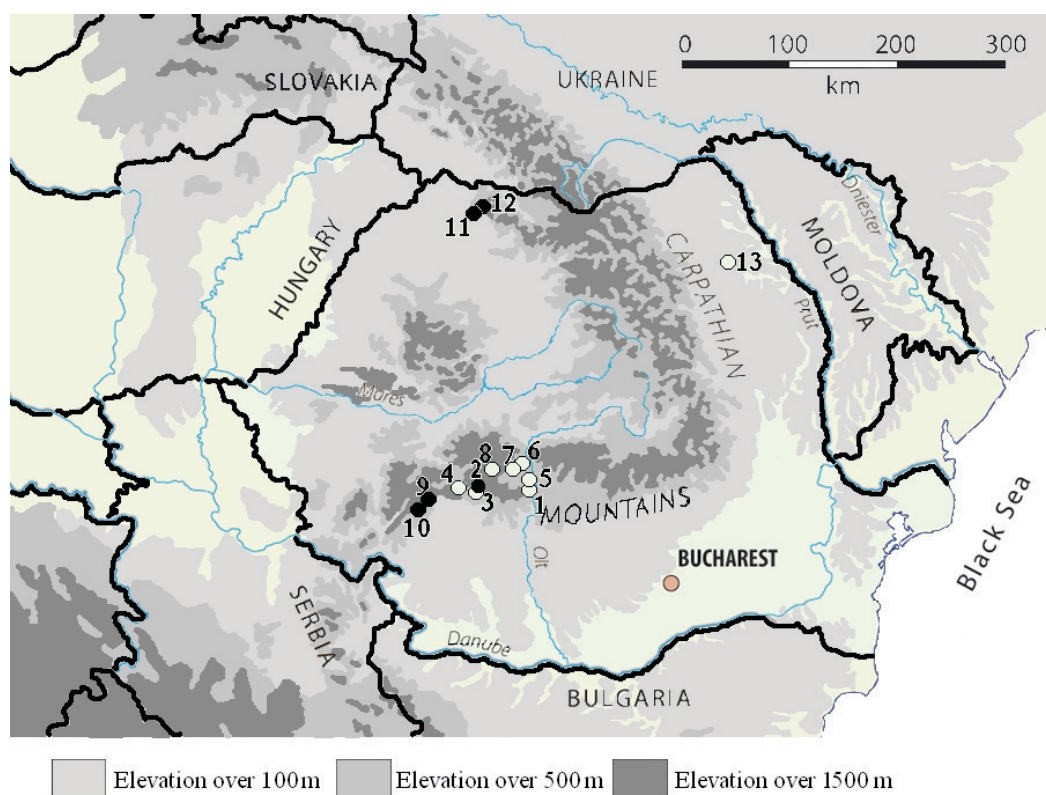 0 100 200 300
km
UKRAINE
SLOVAKIA
Dniester
12
11
HUNGARY
CARPATHIAN
13
MOLDOVA
Prut
Mares
8 7 6
4 2 5
9 3 1
10
MOUNTAINS
Olt
BUCHAREST
Black Sea
SERBIA
Danube
BULGARIA
Elevation over 100 m Elevation over 500 m Elevation over 1500 m